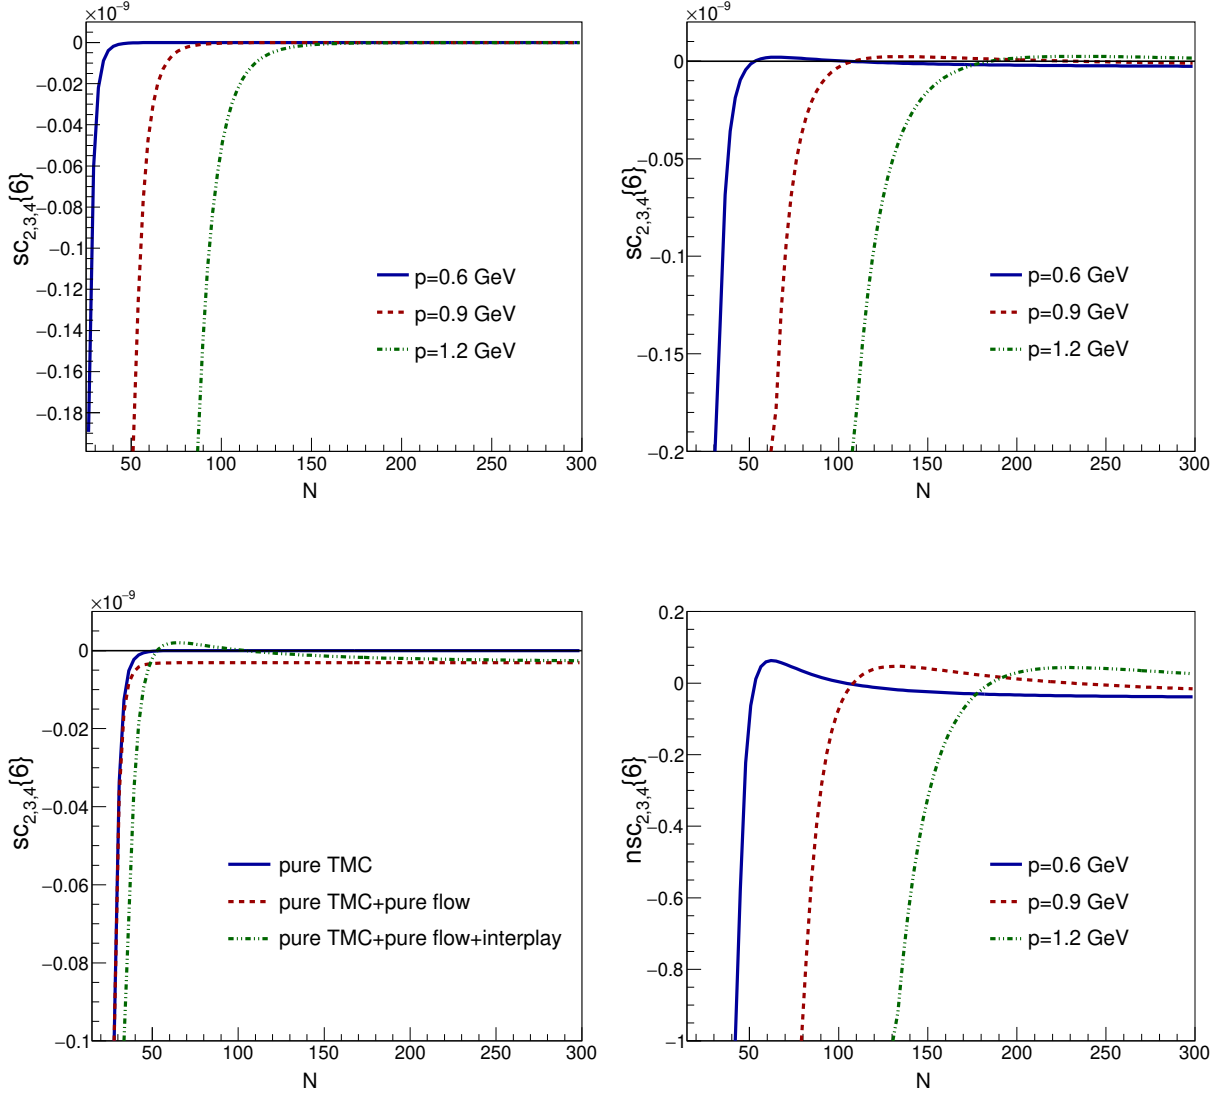 ×10⁻⁹
0
−0.02
−0.04
−0.06
−0.08
−0.1
−0.12
−0.14
−0.16
−0.18
sc₂,₃,₄{6}
p=0.6 GeV
p=0.9 GeV
p=1.2 GeV
50 100 150 200 250 300
N
×10⁻⁹
0
−0.05
−0.1
−0.15
−0.2
sc₂,₃,₄{6}
p=0.6 GeV
p=0.9 GeV
p=1.2 GeV
50 100 150 200 250 300
N
×10⁻⁹
0
−0.02
−0.04
−0.06
−0.08
−0.1
sc₂,₃,₄{6}
pure TMC
pure TMC+pure flow
pure TMC+pure flow+interplay
50 100 150 200 250 300
N
0.2
0
−0.2
−0.4
−0.6
−0.8
−1
nsc₂,₃,₄{6}
p=0.6 GeV
p=0.9 GeV
p=1.2 GeV
50 100 150 200 250 300
N